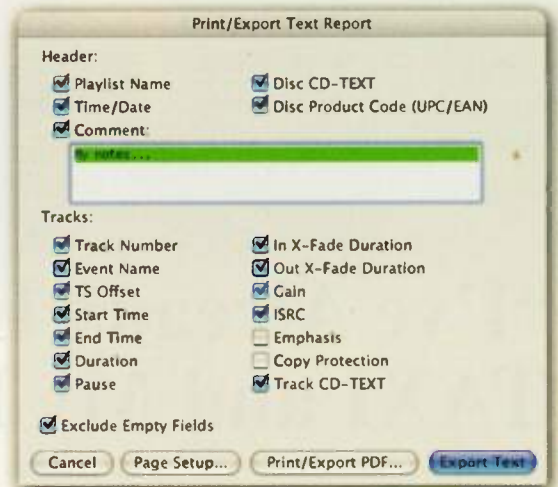 Print/Export Text Report
Header:
Playlist Name
Disc CD-TEXT
Time/Date
Disc Product Code (UPC/EAN)
Comment:
My notes...
Tracks:
Track Number
In X-Fade Duration
Event Name
Out X-Fade Duration
TS Offset
Gain
Start Time
ISRC
End Time
Emphasis
Duration
Copy Protection
Pause
Track CD-TEXT
Exclude Empty Fields
Cancel
Page Setup...
Print/Export PDF...
Export Text